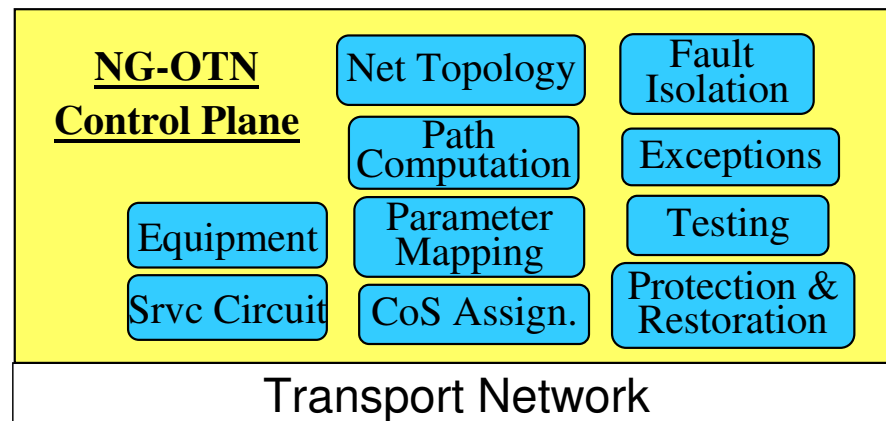 NG-OTN
Control Plane
Equipment
Srvc Circuit
Net Topology
Path
Computation
Parameter
Mapping
CoS Assign.
Fault
Isolation
Exceptions
Testing
Protection &
Restoration
Transport Network